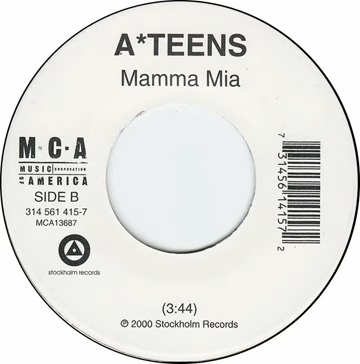 A*TEENS
Mamma Mia
M•C•A
MUSIC CORPORATION
OF AMERICA
SIDE B
314 561 415-7
MCA13687
stockholm records
7 31456 14157 2
(3:44)
℗ 2000 Stockholm Records